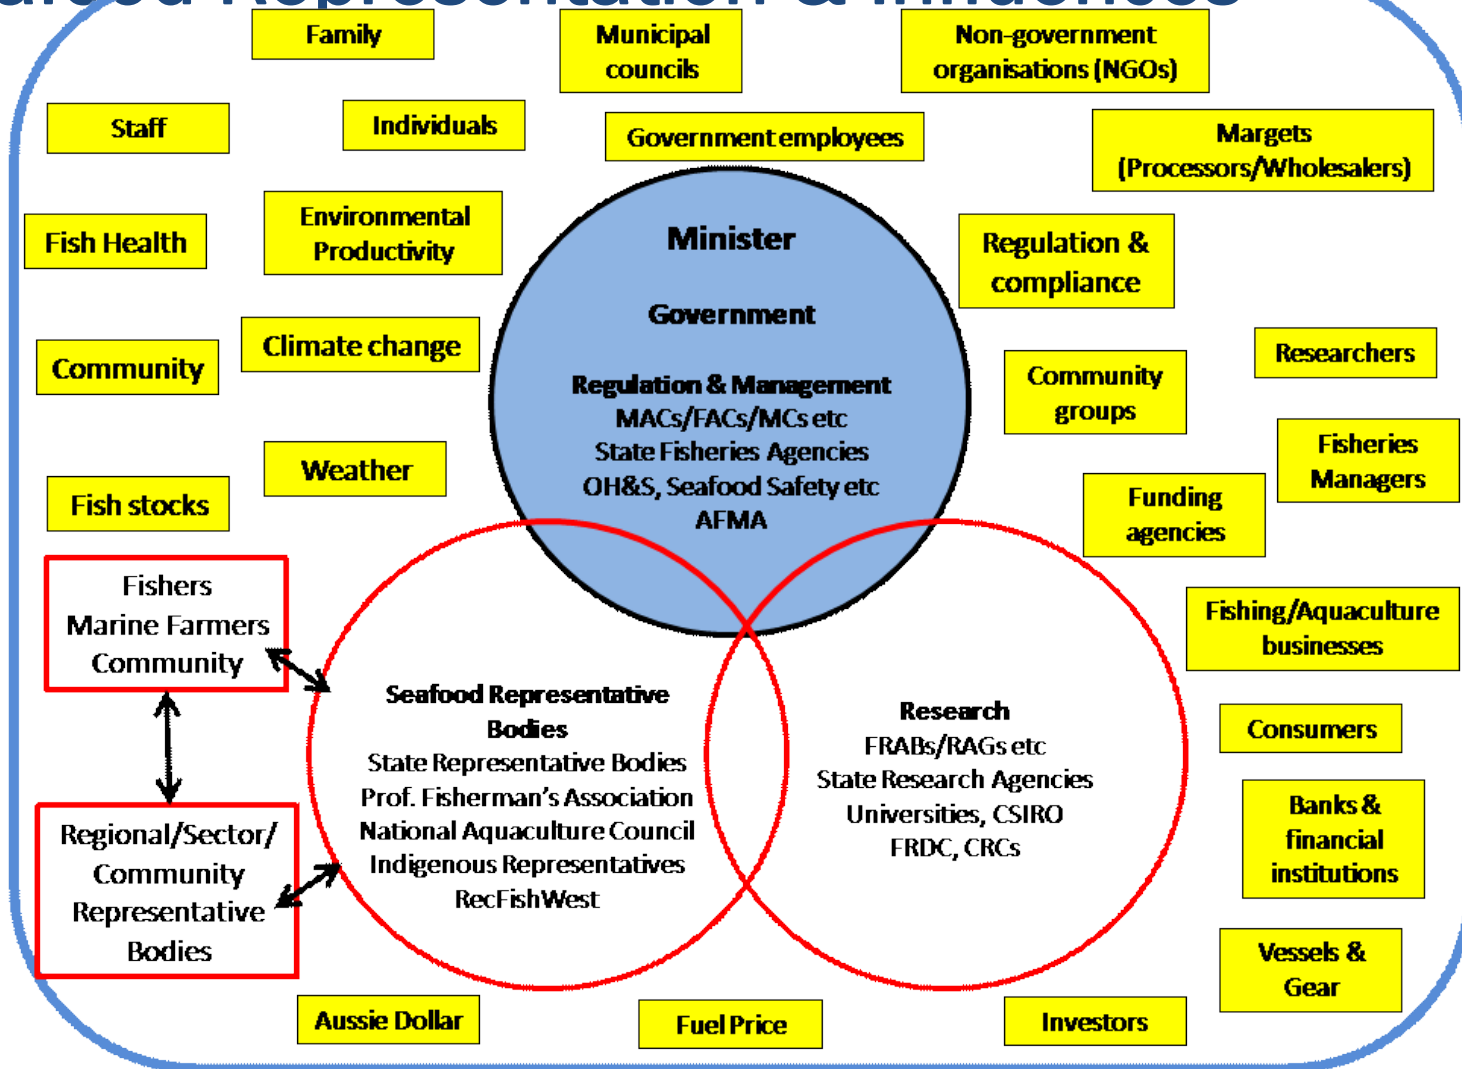 Representation & Influences
Family
Municipal
councils
Non-government
organisations (NGOs)
Staff
Individuals
Government employees
Margets
(Processors/Wholesalers)
Fish Health
Environmental
Productivity
Minister
Government
Regulation & Management
MACs/FACs/MCs etc
State Fisheries Agencies
OH&S, Seafood Safety etc
AFMA
Regulation &
compliance
Community
Climate change
Researchers
Community
groups
Fisheries
Managers
Weather
Fish stocks
Funding
agencies
Fishers
Marine Farmers
Community
Fishing/Aquaculture
businesses
Seafood Representative
Bodies
State Representative Bodies
Prof. Fisherman's Association
National Aquaculture Council
Indigenous Representatives
RecFishWest
Research
FRABs/RAGs etc
State Research Agencies
Universities, CSIRO
FRDC, CRCs
Consumers
Regional/Sector/
Community
Representative
Bodies
Banks &
financial
institutions
Vessels &
Gear
Aussie Dollar
Fuel Price
Investors